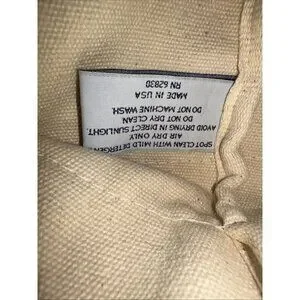 SPOT CLEAN WITH MILD DETERGEN
AIR DRY ONLY
AVOID DRYING IN DIRECT SUNLIGHT.
DO NOT DRY CLEAN.
DO NOT MACHINE WASH.
MADE IN USA
RN 62830